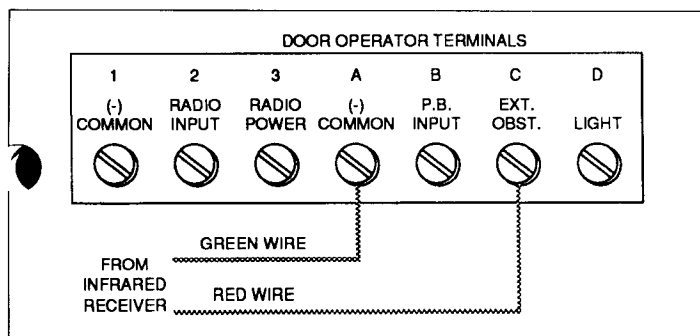 DOOR OPERATOR TERMINALS
1 2 3 A B C D
(-) RADIO RADIO (-) P.B. EXT.
COMMON INPUT POWER COMMON INPUT OBST. LIGHT
GREEN WIRE
FROM
INFRARED
RECEIVER
RED WIRE